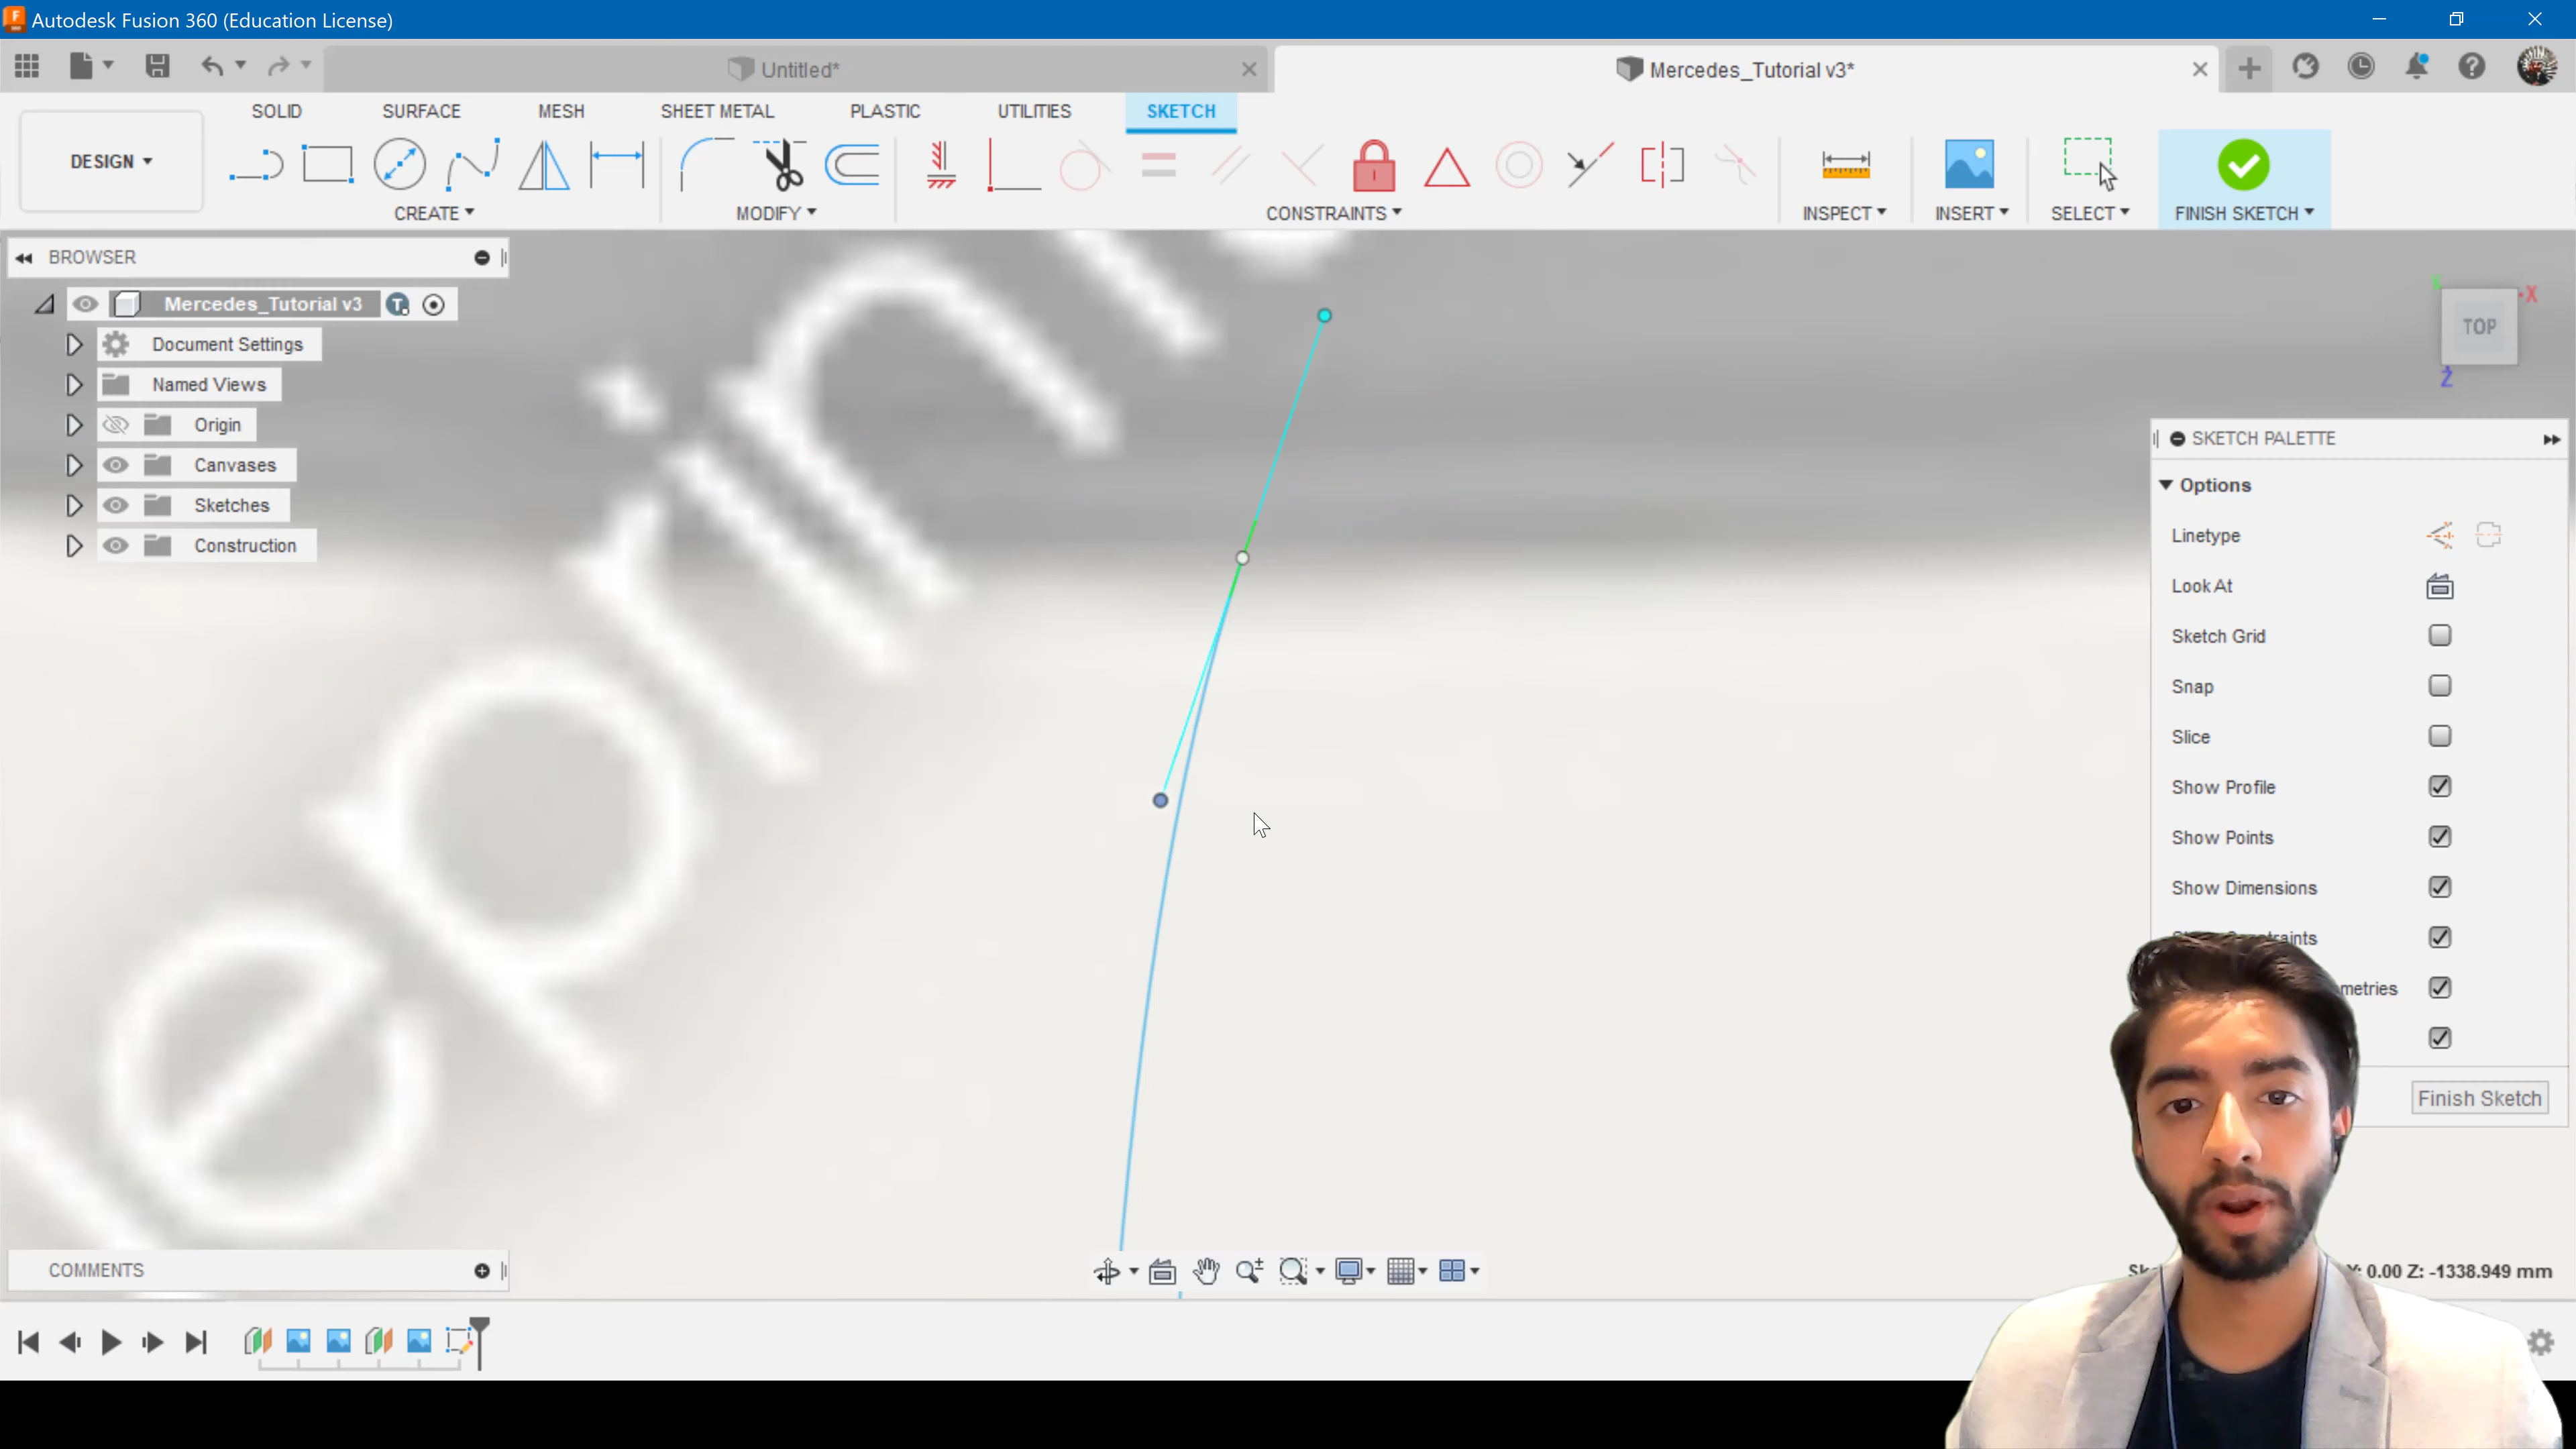 Autodesk Fusion 360 (Education License)
Untitled*
Mercedes_Tutorial v3*
DESIGN
SOLID
SURFACE
MESH
SHEET METAL
PLASTIC
UTILITIES
SKETCH
CREATE
MODIFY
CONSTRAINTS
INSPECT
INSERT
SELECT
FINISH SKETCH
BROWSER
Mercedes_Tutorial v3
Document Settings
Named Views
Origin
Canvases
Sketches
Construction
X
TOP
Z
SKETCH PALETTE
Options
Linetype
Look At
Sketch Grid
Snap
Slice
Show Profile
Show Points
Show Dimensions
metries
Finish Sketch
COMMENTS
Y: 0.00 Z: -1338.949 mm
eprin